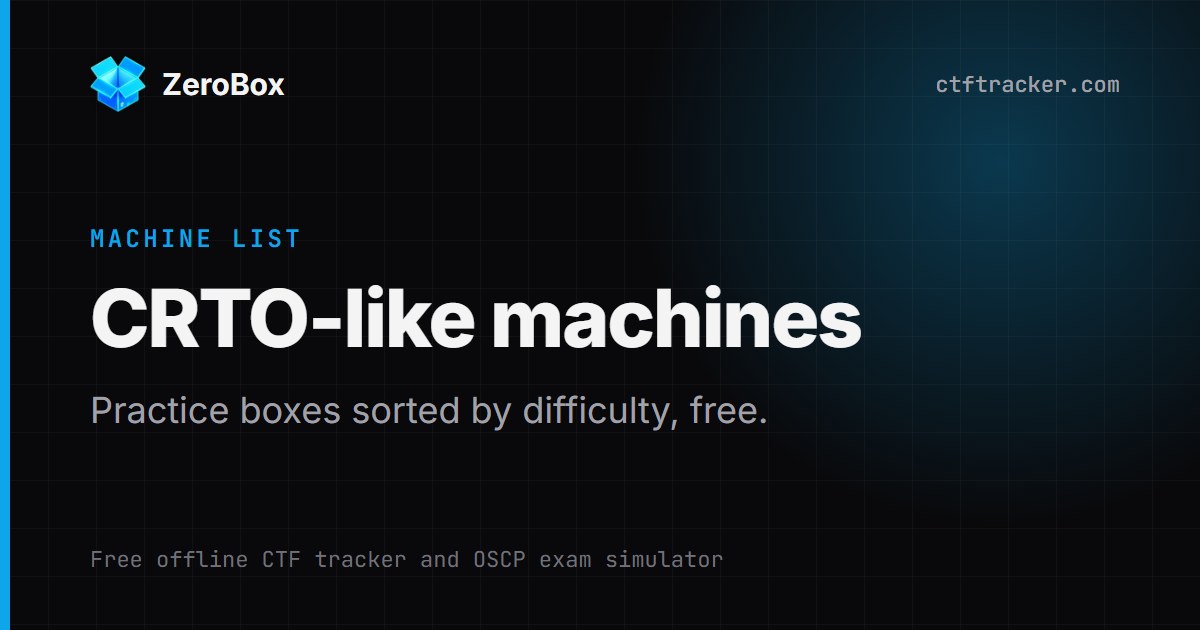 ZeroBox
ctftracker.com
MACHINE LIST
CRTO-like machines
Practice boxes sorted by difficulty, free.
Free offline CTF tracker and OSCP exam simulator